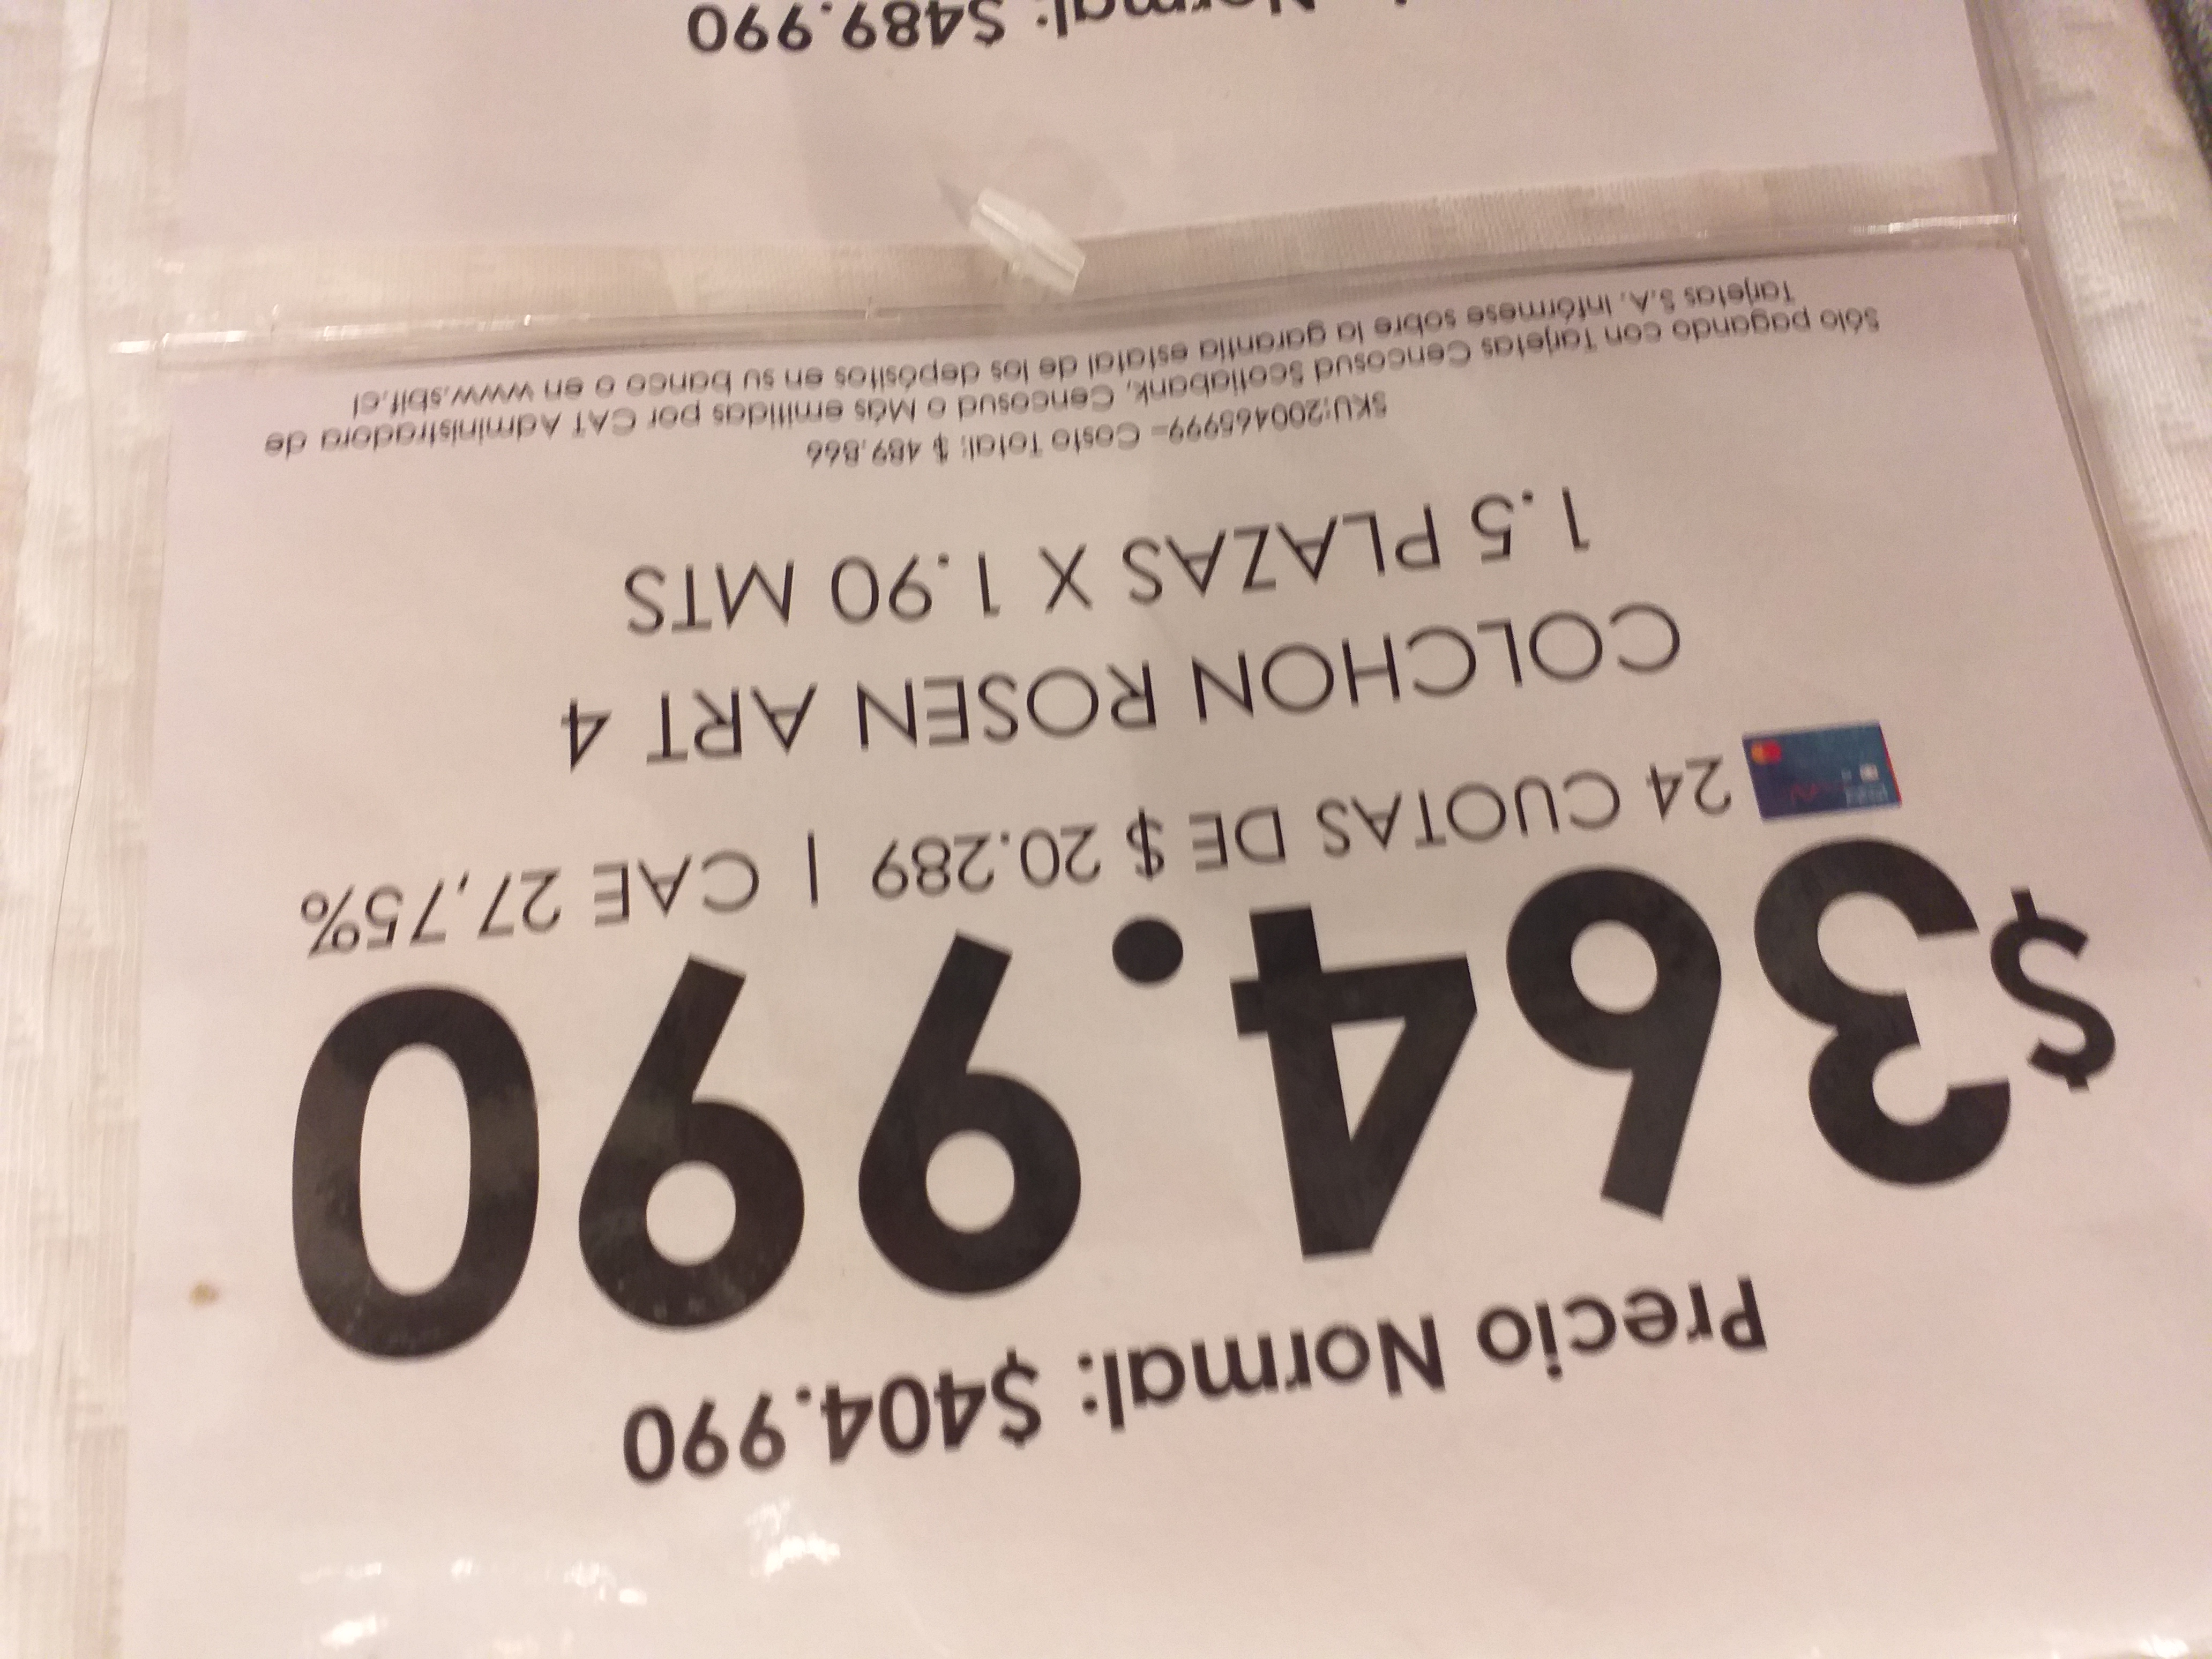 Precio Normal: $404.990
$364.990
24 CUOTAS DE $ 20.289 | CAE 27,75%
COLCHON ROSEN ART 4
1.5 PLAZAS X 1.90 MTS
SKU:200465999- Costo Total: $
Sólo pagando con Tarjetas Cencosud Scotiabank, Cencosud o Más emitidas por CAT Administradora de
Tarjetas S.A. Infórmese sobre la garantía estatal de los depósitos en su banco o en www.sbif.cl
Normal: $489.990